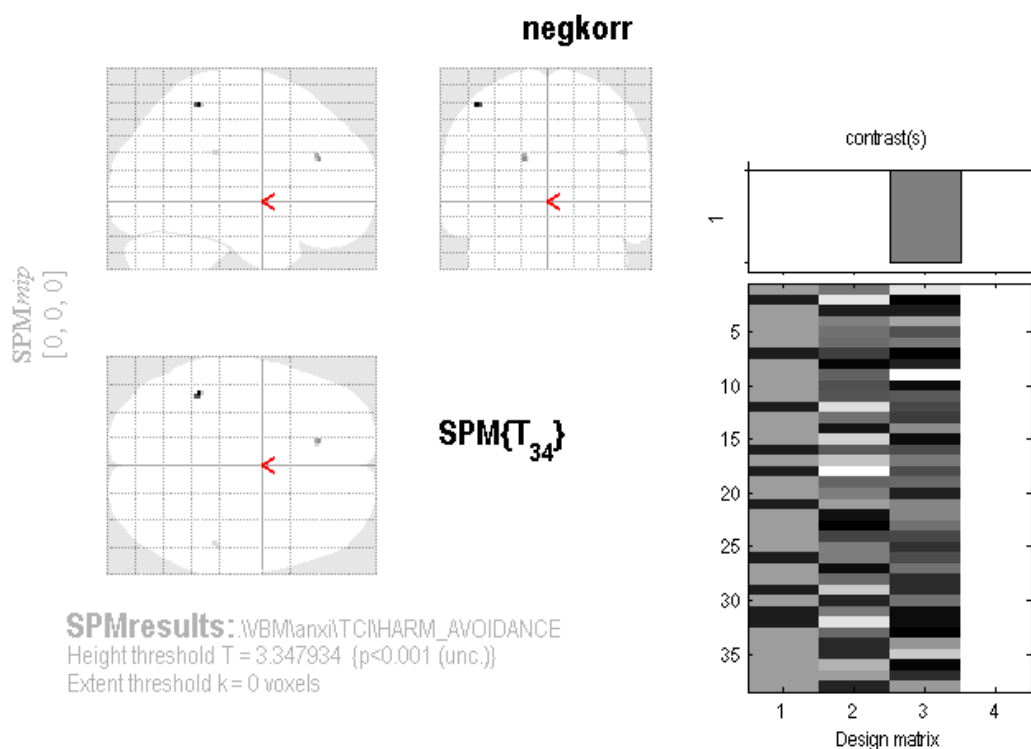 negkorr
SPMmip
[0, 0, 0]
SPM{T34}
contrast(s)
1
5
10
15
20
25
30
35
1 2 3 4
Design matrix
SPMresults: .\VBM\anxi\TCI\HARM_AVOIDANCE
Height threshold T = 3.347934 {p<0.001 (unc.)}
Extent threshold k = 0 voxels